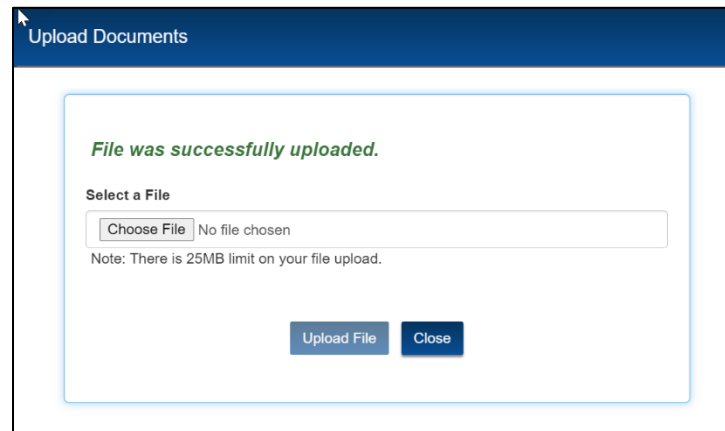 Upload Documents
File was successfully uploaded.
Select a File
Choose File No file chosen
Note: There is 25MB limit on your file upload.
Upload File Close